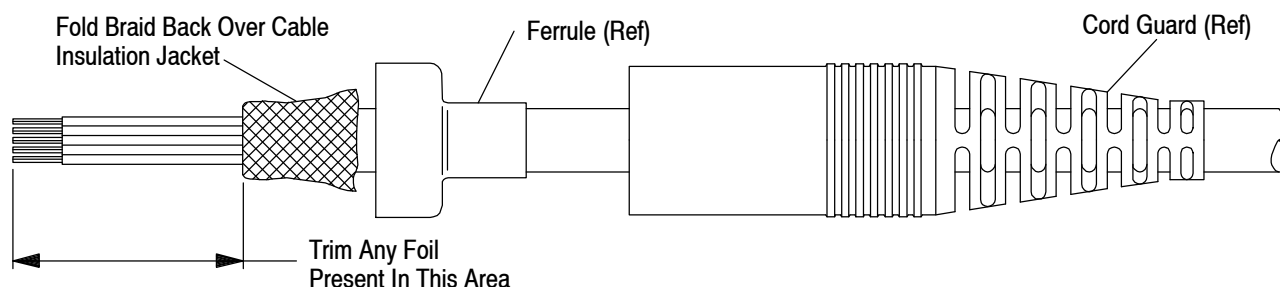 Fold Braid Back Over Cable
Insulation Jacket
Ferrule (Ref)
Cord Guard (Ref)
Trim Any Foil
Present In This Area